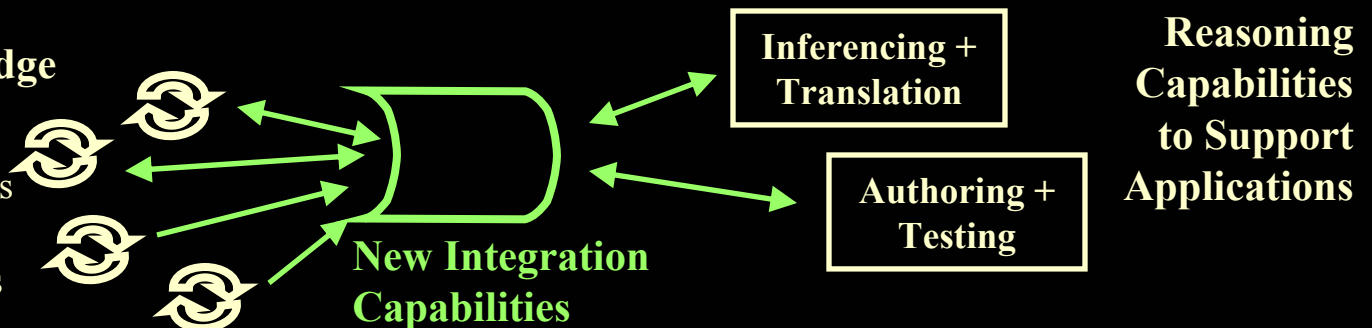 Inferencing +
Translation
Authoring +
Testing
Reasoning
Capabilities
to Support
Applications
New Integration
Capabilities